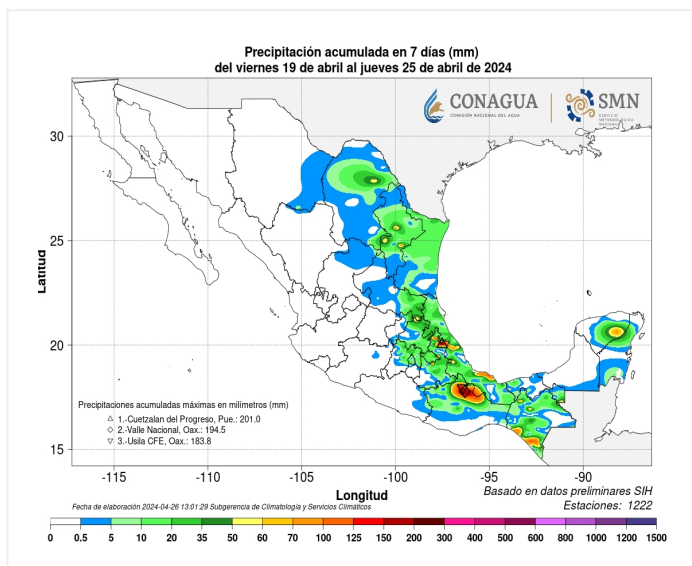 Precipitación acumulada en 7 días (mm)
del viernes 19 de abril al jueves 25 de abril de 2024
CONAGUA
COMISIÓN NACIONAL DEL AGUA
SMN
SERVICIO
METEOROLÓGICO
NACIONAL
30
25
20
15
Latitud
Precipitaciones acumuladas máximas en milímetros (mm)
1.-Cuetzalan del Progreso, Pue.: 201.0
2.-Valle Nacional, Oax.: 194.5
3.-Usila CFE, Oax.: 183.8
-115 -110 -105 -100 -95 -90
Longitud
Basado en datos preliminares SIH
Estaciones: 1222
Fecha de elaboración 2024-04-26 13:01:29 Subgerencia de Climatología y Servicios Climáticos
0 0.5 5 10 20 35 50 60 70 100 125 150 200 300 400 500 600 800 1000 1200 1500